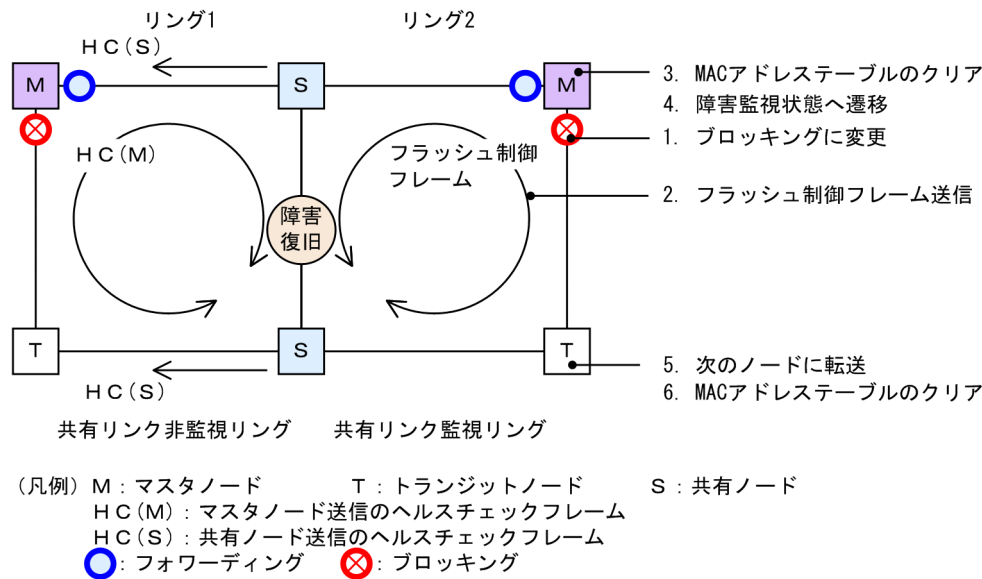 リング1
リング2
ＨＣ(Ｓ)
Ｍ
Ｓ
Ｍ
3. MACアドレステーブルのクリア
4. 障害監視状態へ遷移
1. ブロッキングに変更
ＨＣ(Ｍ)
フラッシュ制御
フレーム
2. フラッシュ制御フレーム送信
障害
復旧
Ｔ
Ｓ
Ｔ
5. 次のノードに転送
6. MACアドレステーブルのクリア
ＨＣ(Ｓ)
共有リンク非監視リング
共有リンク監視リング
(凡例) Ｍ：マスタノード Ｔ：トランジットノード Ｓ：共有ノード
ＨＣ(Ｍ)：マスタノード送信のヘルスチェックフレーム
ＨＣ(Ｓ)：共有ノード送信のヘルスチェックフレーム
：フォワーディング ：ブロッキング